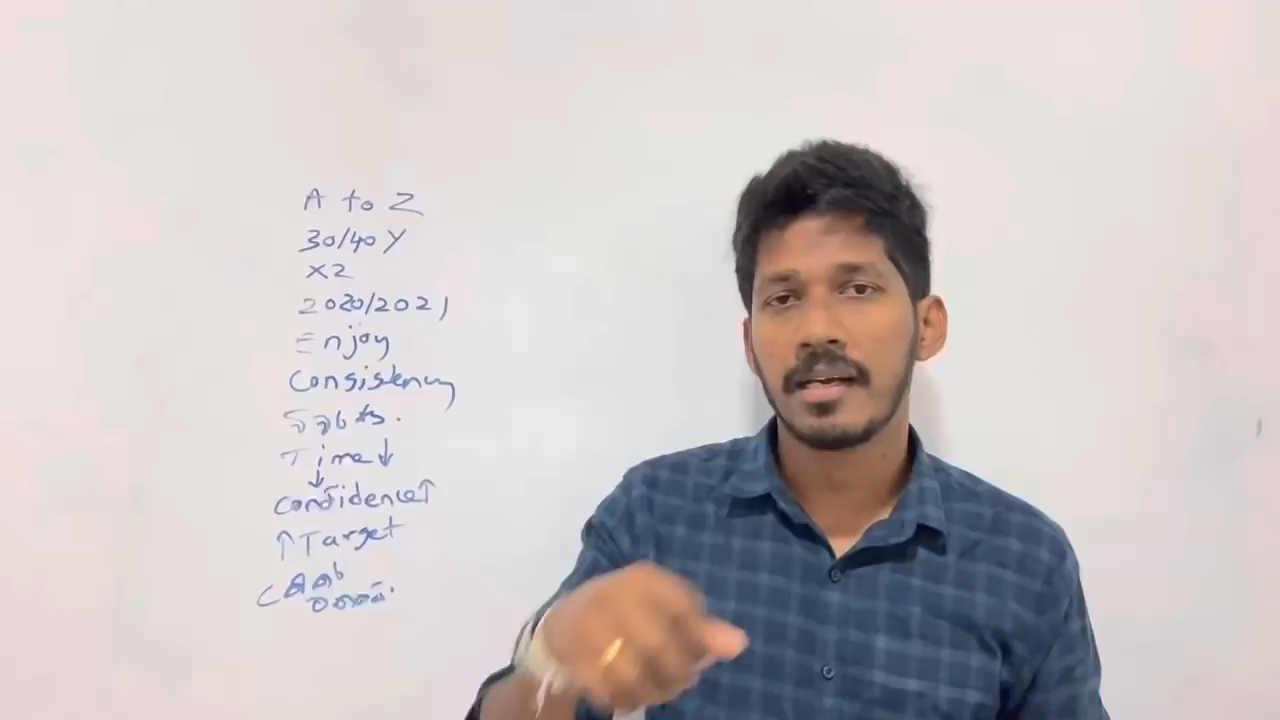 A to Z
30/40 Y
X2
2020/2021
Enjoy
Consistency
Time↓
↓
Confidence↑
↑Target